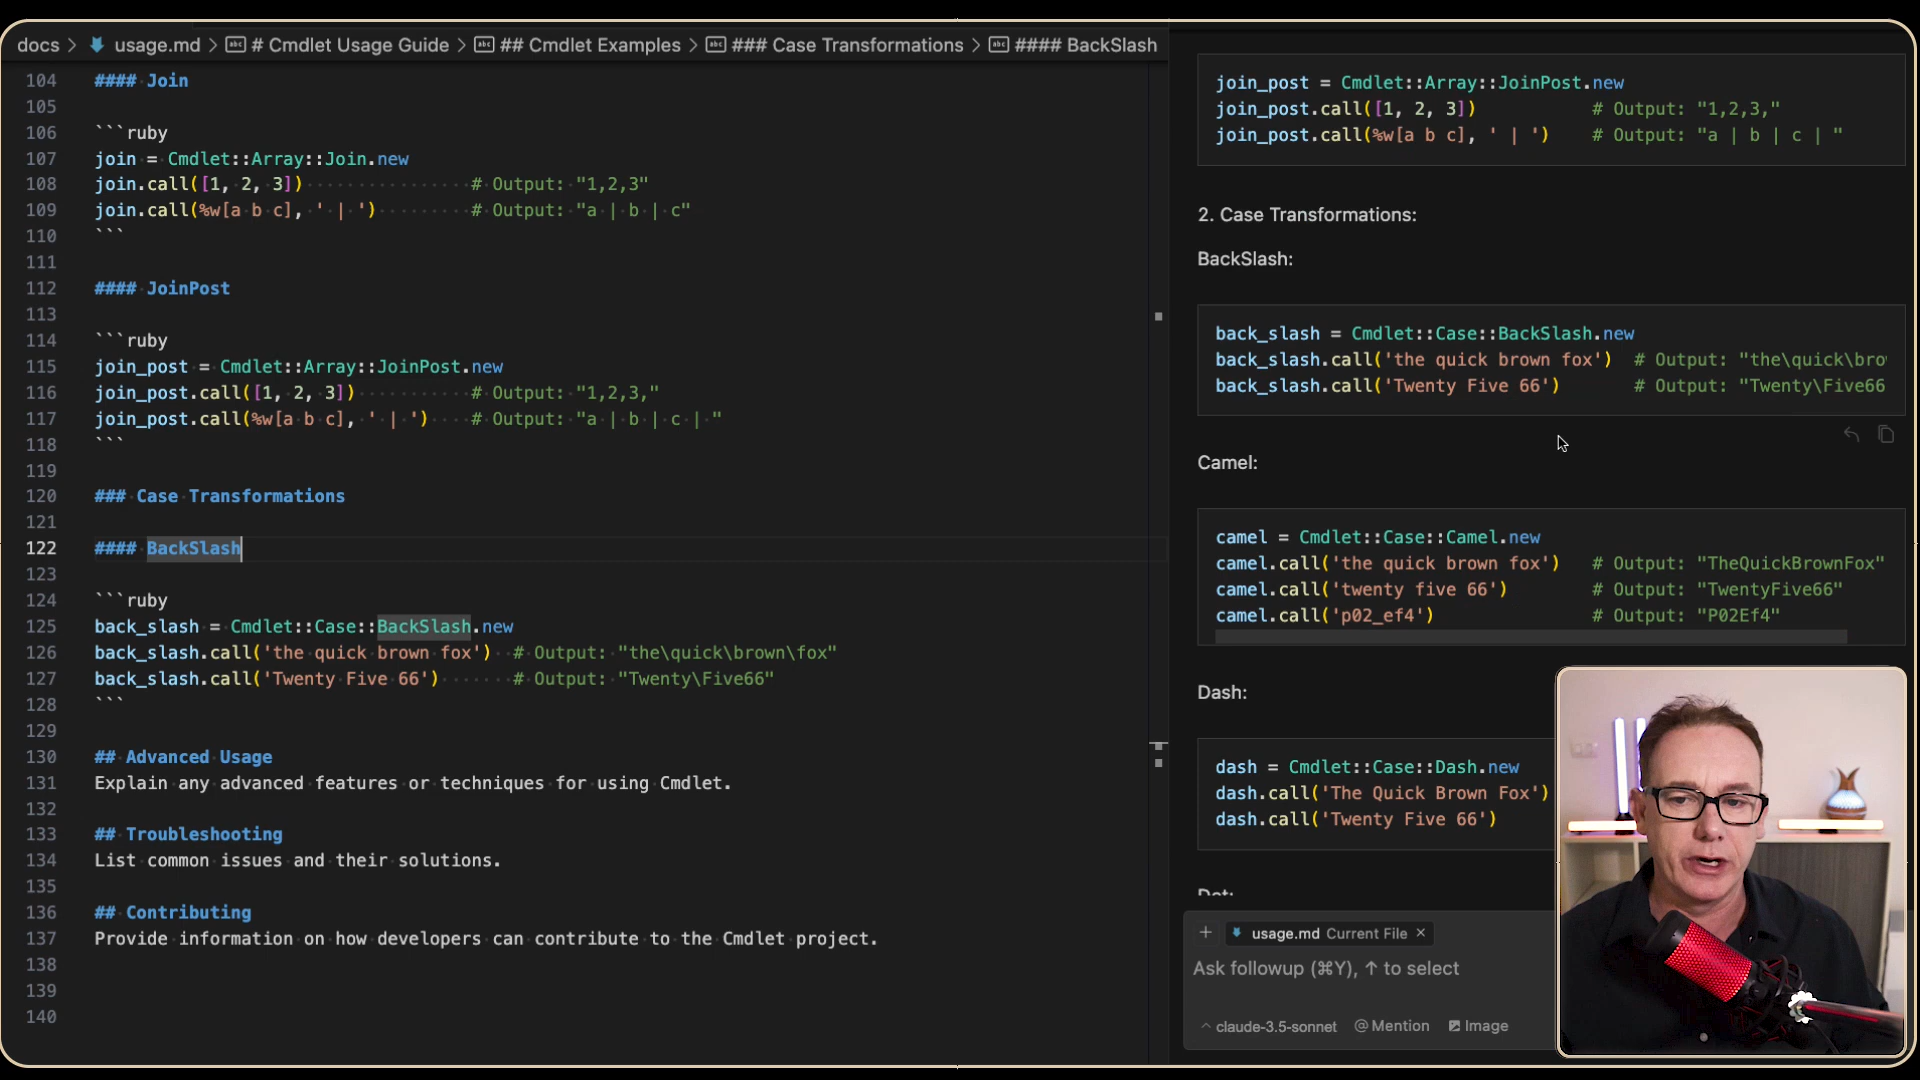 docs > usage.md > # Cmdlet Usage Guide > ## Cmdlet Examples > ### Case Transformations > #### BackSlash
104 #### Join
105
106 ```ruby
107 join = Cmdlet::Array::Join.new
108 join.call([1, 2, 3]) # Output: "1,2,3"
109 join.call(%w[a b c], ' | ') # Output: "a | b | c"
110 ```
111
112 #### JoinPost
113
114 ```ruby
115 join_post = Cmdlet::Array::JoinPost.new
116 join_post.call([1, 2, 3]) # Output: "1,2,3,"
117 join_post.call(%w[a b c], ' | ') # Output: "a | b | c | "
118 ```
119
120 ### Case Transformations
121
122 #### BackSlash
123
124 ```ruby
125 back_slash = Cmdlet::Case::BackSlash.new
126 back_slash.call('the quick brown fox') # Output: "the\quick\brown\fox"
127 back_slash.call('Twenty Five 66') # Output: "Twenty\Five66"
128 ```
129
130 ## Advanced Usage
131 Explain any advanced features or techniques for using Cmdlet.
132
133 ## Troubleshooting
134 List common issues and their solutions.
135
136 ## Contributing
137 Provide information on how developers can contribute to the Cmdlet project.
138
139
140
join_post = Cmdlet::Array::JoinPost.new
join_post.call([1, 2, 3]) # Output: "1,2,3,"
join_post.call(%w[a b c], ' | ') # Output: "a | b | c | "
2. Case Transformations:
BackSlash:
back_slash = Cmdlet::Case::BackSlash.new
back_slash.call('the quick brown fox') # Output: "the\quick\bro
back_slash.call('Twenty Five 66') # Output: "Twenty\Five66
Camel:
camel = Cmdlet::Case::Camel.new
camel.call('the quick brown fox') # Output: "TheQuickBrownFox"
camel.call('twenty five 66') # Output: "TwentyFive66"
camel.call('p02_ef4') # Output: "P02Ef4"
Dash:
dash = Cmdlet::Case::Dash.new
dash.call('The Quick Brown Fox')
dash.call('Twenty Five 66')
Dot:
+ usage.md Current File ×
Ask followup (⌘Y), ↑ to select
^ claude-3.5-sonnet @ Mention Image